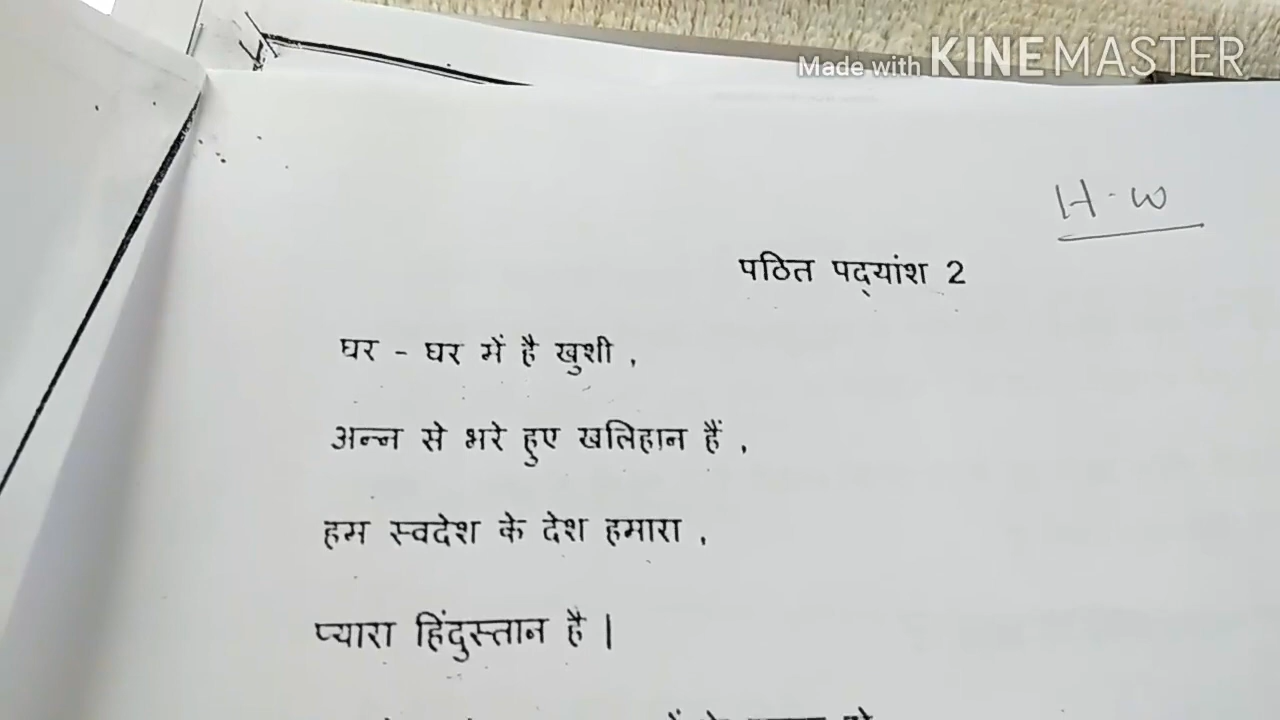 Made with KINEMASTER
H-W
पठित पद्यांश 2
घर - घर में है खुशी ,
अन्न से भरे हुए खलिहान हैं ,
हम स्वदेश के देश हमारा ,
प्यारा हिंदुस्तान है |